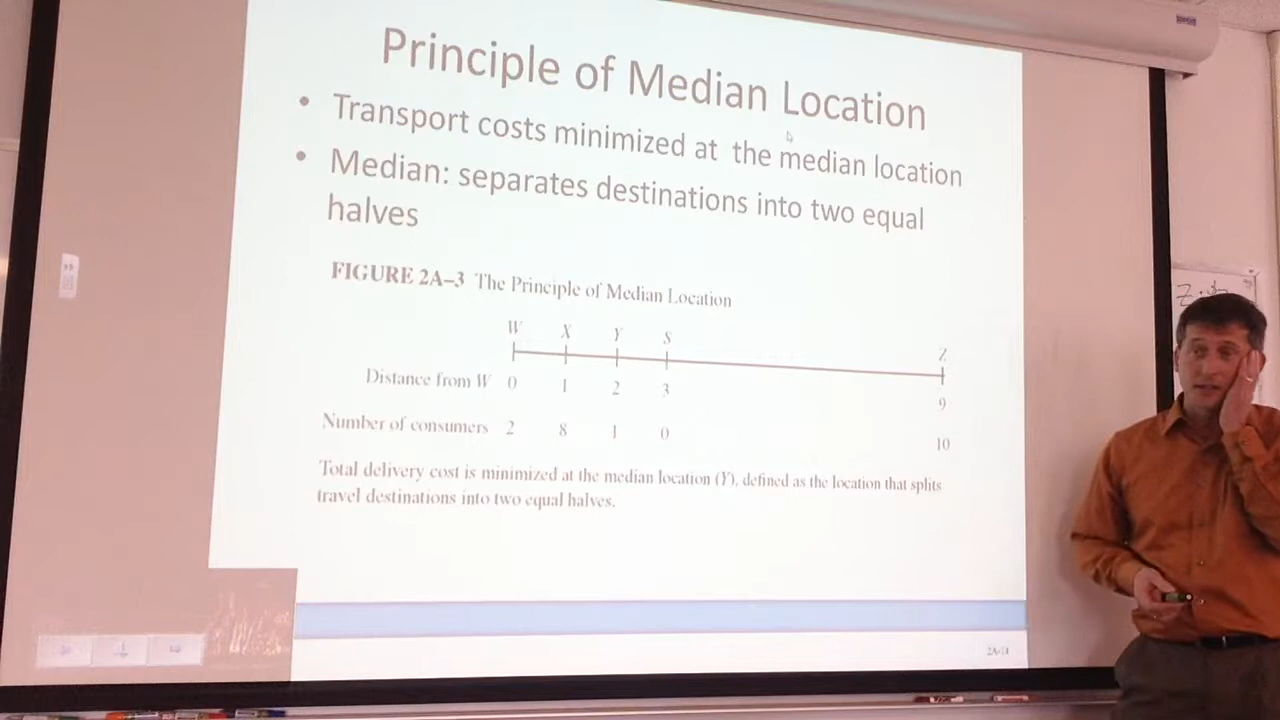 Principle of Median Location
• Transport costs minimized at the median location
• Median: separates destinations into two equal
halves
FIGURE 2A–3 The Principle of Median Location
W X Y S Z
Distance from W 0 1 2 3 9
Number of consumers 2 8 1 0 10
Total delivery cost is minimized at the median location (Y), defined as the location that splits
travel destinations into two equal halves.
2A-14